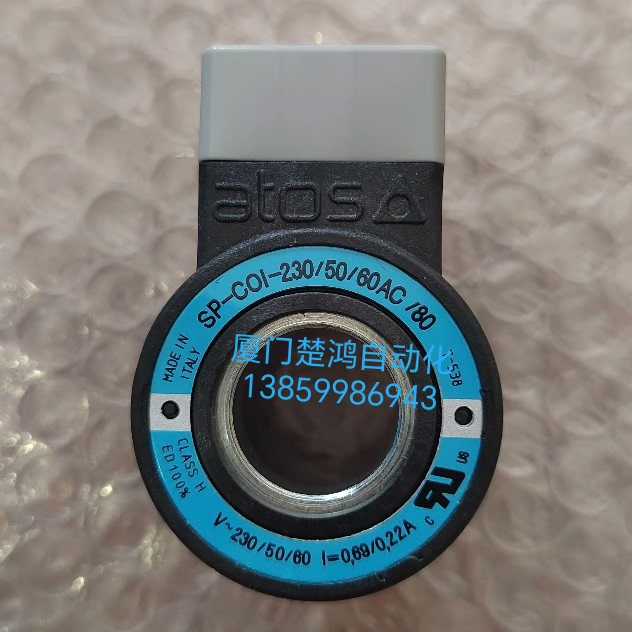 atos
SP-COI-230/50/60AC /80
MADE IN
ITALY
厦门楚鸿自动化
13859986943
CLASS H
ED 100%
V~230/50/60 I=0,69/0,22A
C
US